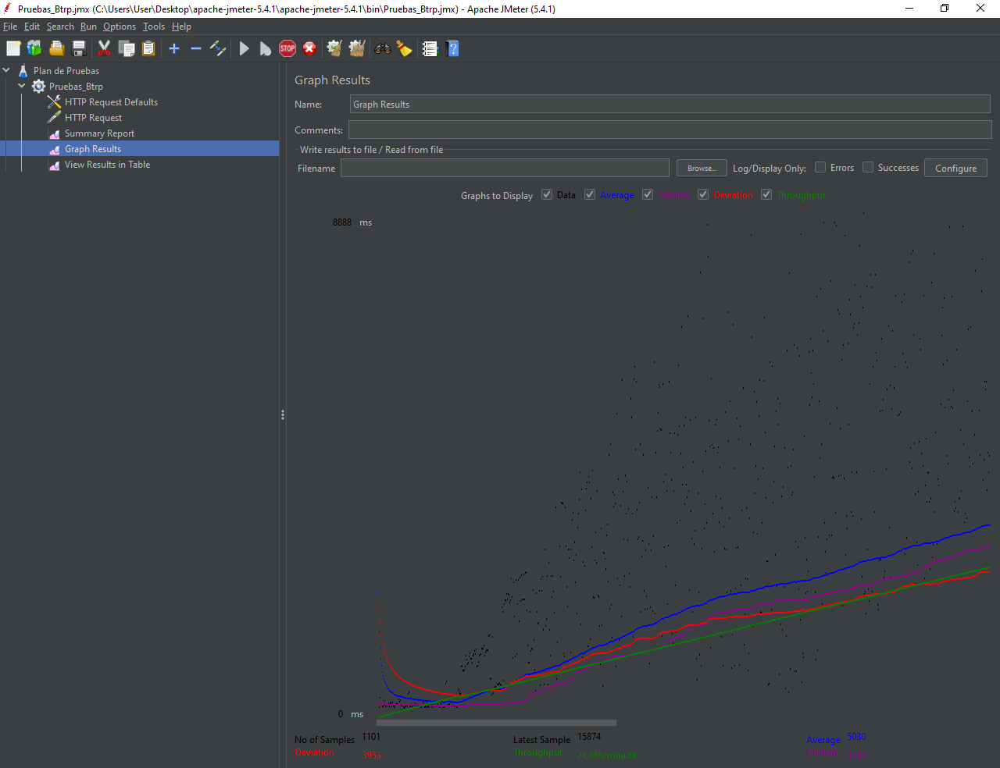 Pruebas_Btrp.jmx (C:\Users\User\Desktop\apache-jmeter-5.4.1\apache-jmeter-5.4.1\bin\Pruebas_Btrp.jmx) - Apache JMeter (5.4.1)
File Edit Search Run Options Tools Help
STOP
Plan de Pruebas
Pruebas_Btrp
HTTP Request Defaults
HTTP Request
Summary Report
Graph Results
View Results in Table
Graph Results
Name: Graph Results
Comments:
Write results to file / Read from file
Filename Browse... Log/Display Only: Errors Successes Configure
Graphs to Display Data Average Median Deviation Throughput
8888 ms
0 ms
No of Samples 1101 Latest Sample 15874 Average 5030
Deviation 3953 Throughput Median